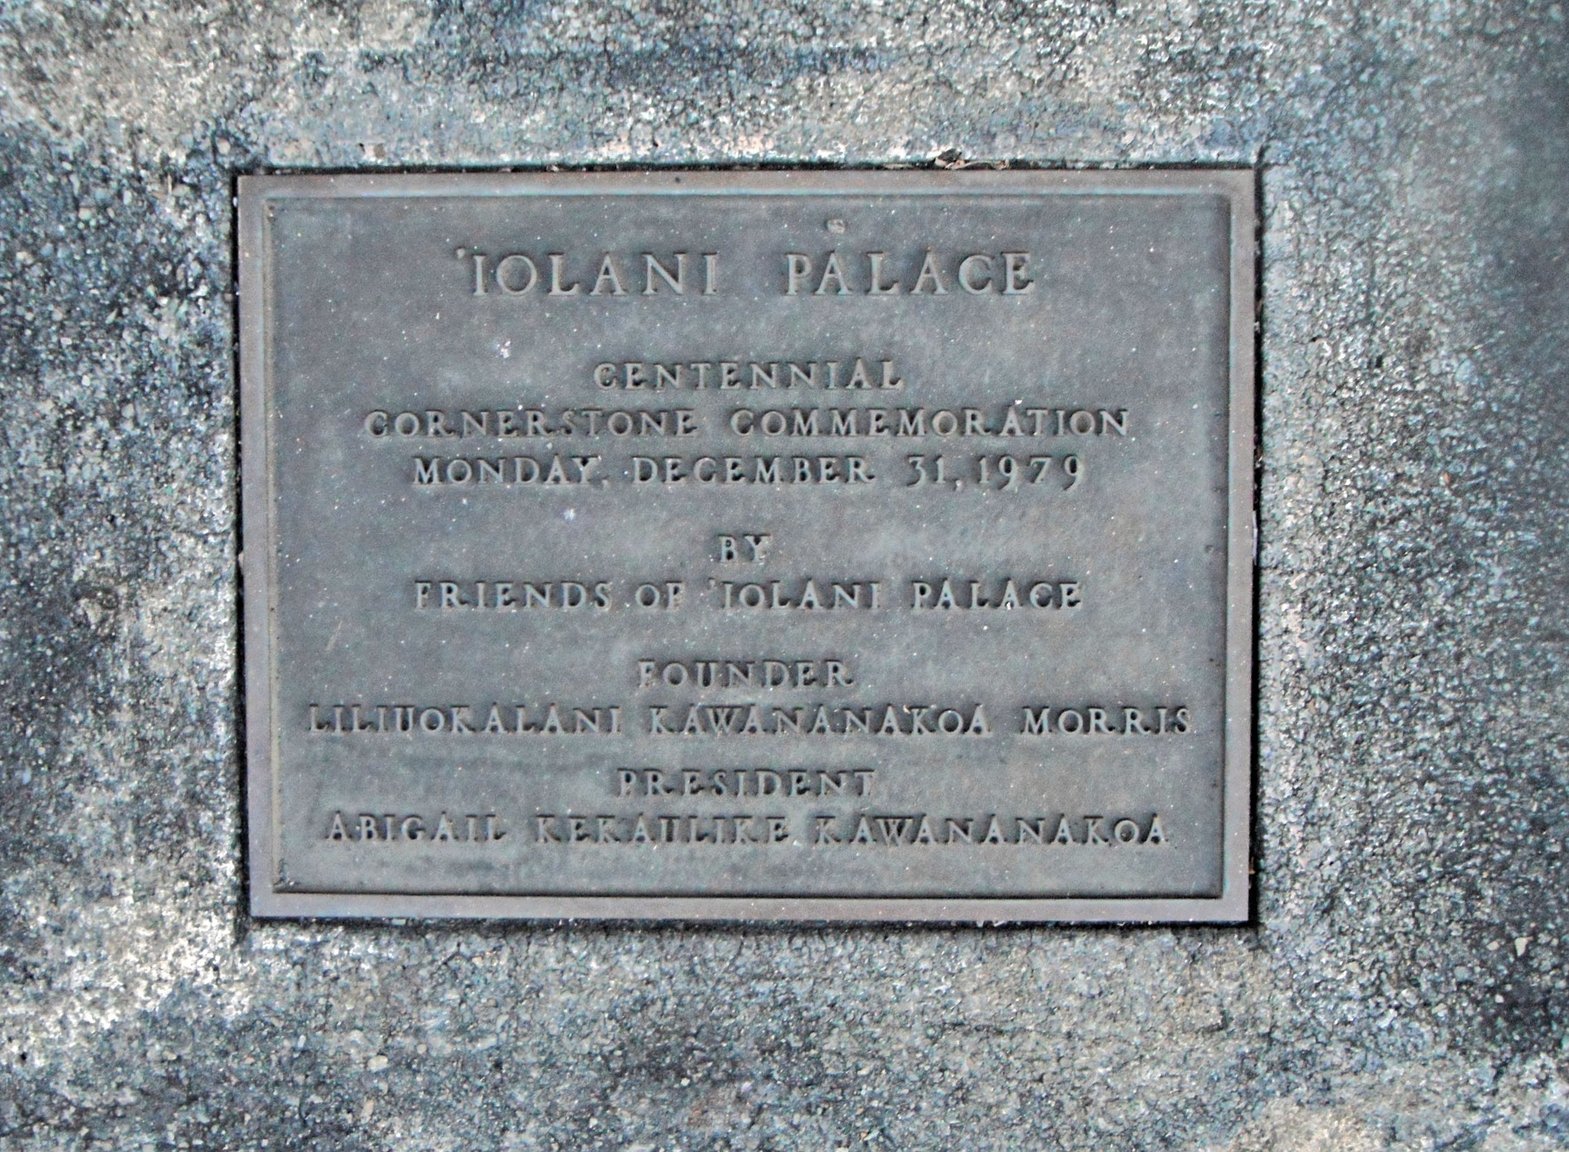 'IOLANI PALACE
CENTENNIAL
CORNERSTONE COMMEMORATION
MONDAY, DECEMBER 31, 1979
BY
FRIENDS OF 'IOLANI PALACE
FOUNDER
LILIUOKALANI KAWANANAKOA MORRIS
PRESIDENT
ABIGAIL KEKAULIKE KAWANANAKOA